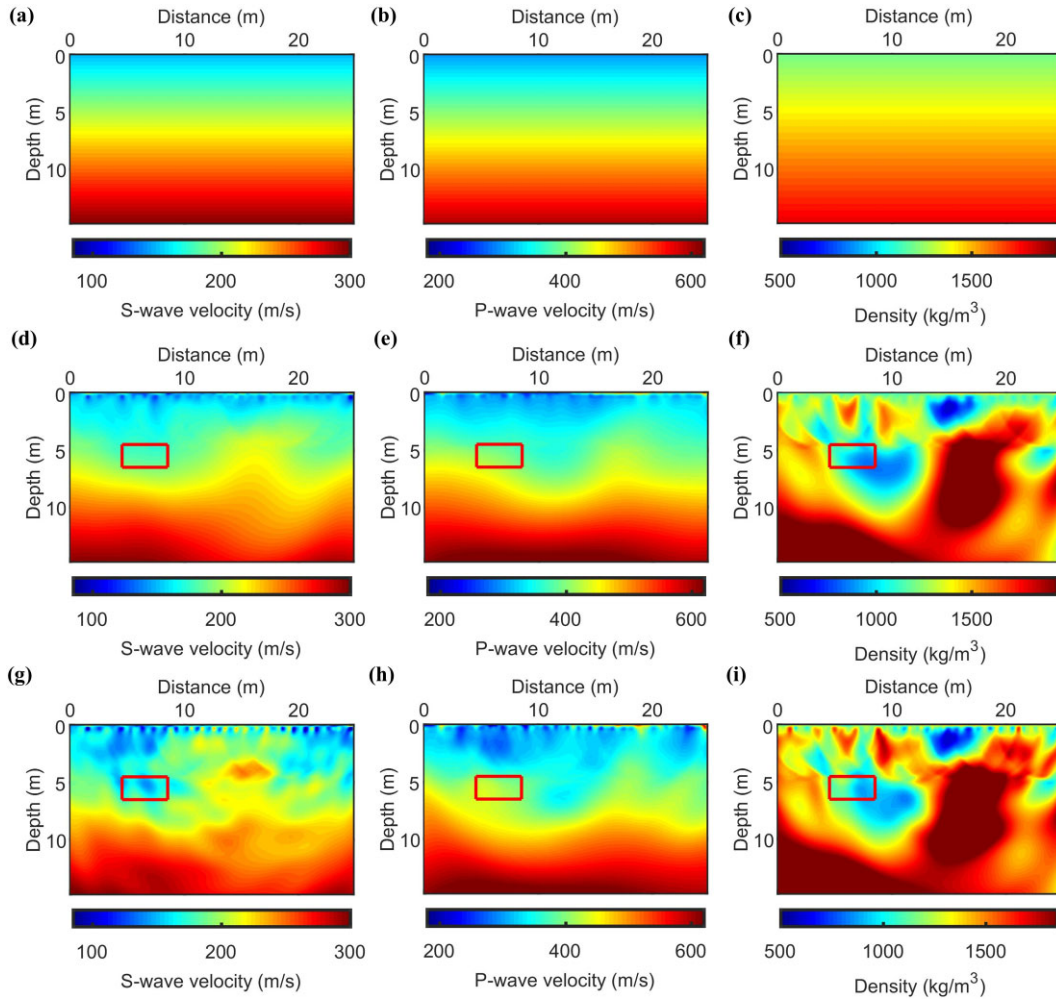 (a) (b) (c)
Distance (m) Distance (m) Distance (m)
0 10 20 0 10 20 0 10 20
0 0 0
5 5 5
10 10 10
Depth (m) Depth (m) Depth (m)
100 200 300 200 400 600 500 1000 1500
S-wave velocity (m/s) P-wave velocity (m/s) Density (kg/m³)
(d) (e) (f)
Distance (m) Distance (m) Distance (m)
0 10 20 0 10 20 0 10 20
0 0 0
5 5 5
10 10 10
Depth (m) Depth (m) Depth (m)
100 200 300 200 400 600 500 1000 1500
S-wave velocity (m/s) P-wave velocity (m/s) Density (kg/m³)
(g) (h) (i)
Distance (m) Distance (m) Distance (m)
0 10 20 0 10 20 0 10 20
0 0 0
5 5 5
10 10 10
Depth (m) Depth (m) Depth (m)
100 200 300 200 400 600 500 1000 1500
S-wave velocity (m/s) P-wave velocity (m/s) Density (kg/m³)